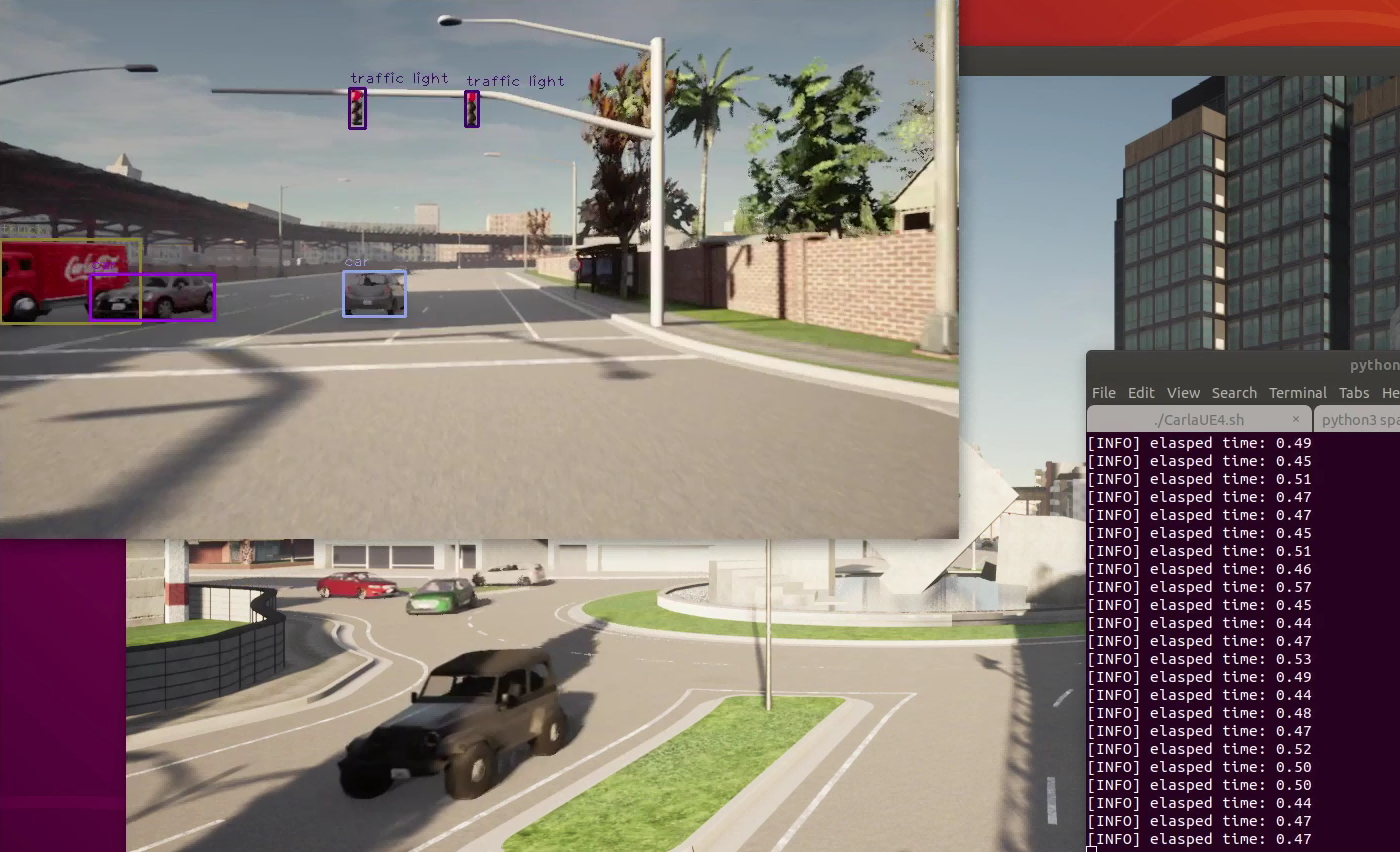 traffic light traffic light
truck
Coca-Cola
car
car
python
File Edit View Search Terminal Tabs He
./CarlaUE4.sh × python3 spa
[INFO] elasped time: 0.49
[INFO] elasped time: 0.45
[INFO] elasped time: 0.51
[INFO] elasped time: 0.47
[INFO] elasped time: 0.47
[INFO] elasped time: 0.45
[INFO] elasped time: 0.51
[INFO] elasped time: 0.46
[INFO] elasped time: 0.57
[INFO] elasped time: 0.45
[INFO] elasped time: 0.44
[INFO] elasped time: 0.47
[INFO] elasped time: 0.53
[INFO] elasped time: 0.49
[INFO] elasped time: 0.44
[INFO] elasped time: 0.48
[INFO] elasped time: 0.47
[INFO] elasped time: 0.52
[INFO] elasped time: 0.50
[INFO] elasped time: 0.50
[INFO] elasped time: 0.44
[INFO] elasped time: 0.47
[INFO] elasped time: 0.47